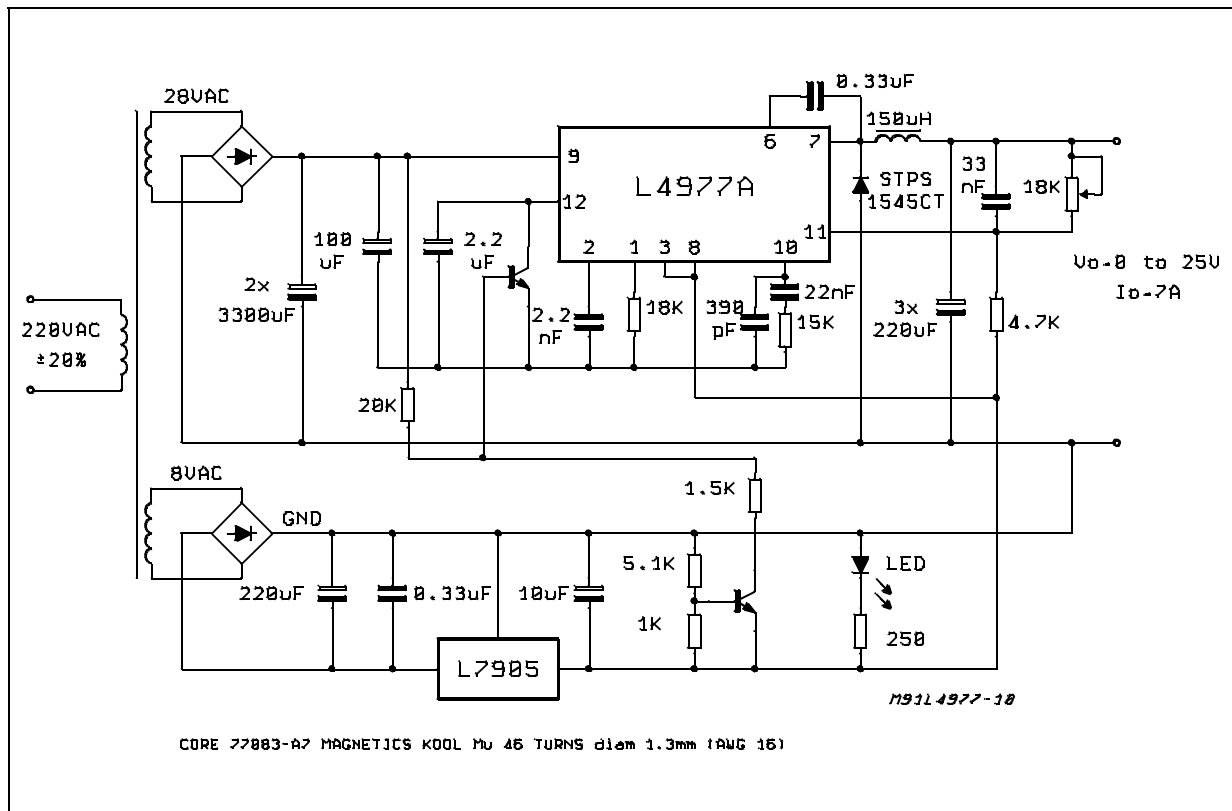 28VAC
0.33uF
150uH
6
7
9
L4977A
STPS
1545CT
33
nF
18K
12
11
100
uF
2.2
uF
2
1
3
8
10
2x
3300uF
2.2
nF
18K
390
pF
22nF
15K
3x
220uF
4.7K
Vo-0 to 25V
Io-7A
220VAC
±20%
20K
8VAC
GND
1.5K
220uF
0.33uF
10uF
5.1K
1K
LED
250
L7905
M91L4977-10
CORE 77083-A7 MAGNETICS KOOL Mu 46 TURNS diam 1.3mm (AWG 16)